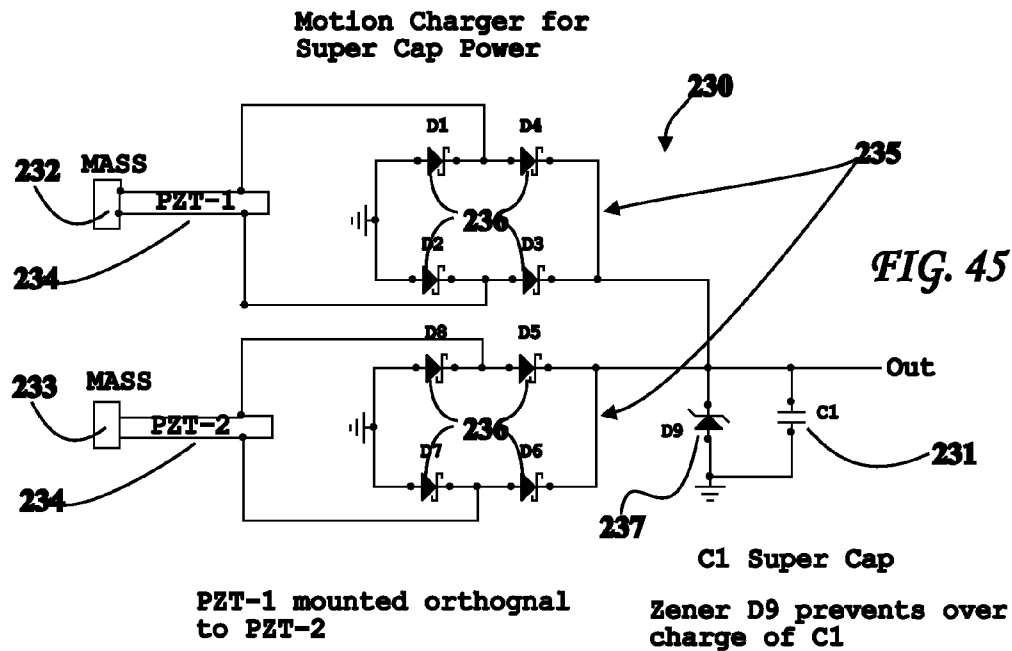 Motion Charger for
Super Cap Power
230
D1
D4
235
232
MASS
PZT-1
236
D2
D3
234
FIG. 45
D8
D5
Out
233
MASS
PZT-2
236
D9
C1
D7
D6
231
234
237
C1 Super Cap
PZT-1 mounted orthognal
to PZT-2
Zener D9 prevents over
charge of C1